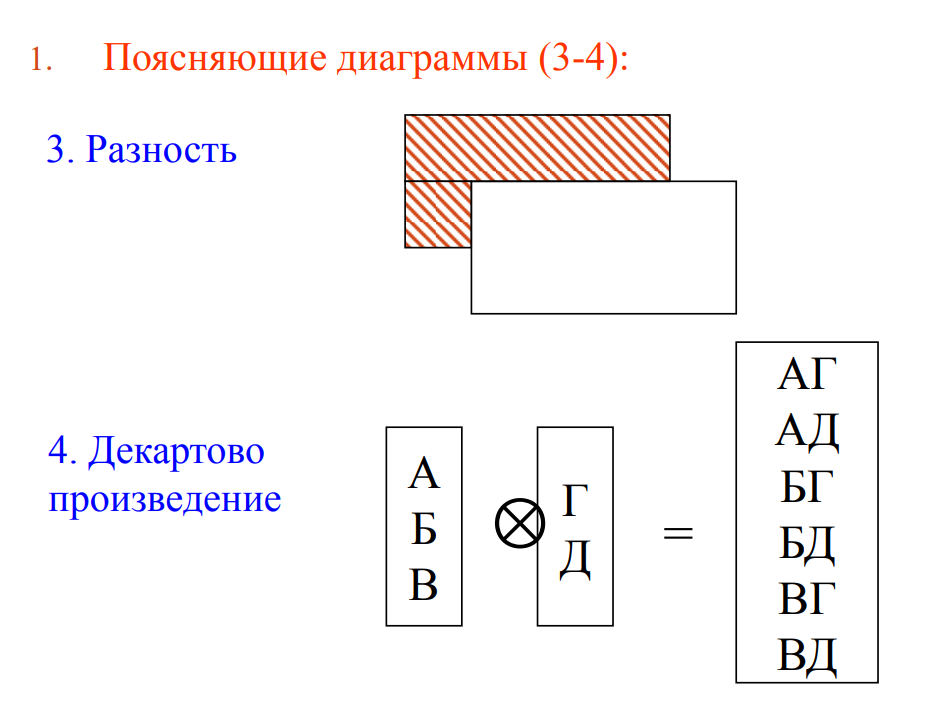 1. Поясняющие диаграммы (3-4):
3. Разность
4. Декартово
произведение
А
Б
В
⊗
Г
Д
=
АГ
АД
БГ
БД
ВГ
ВД